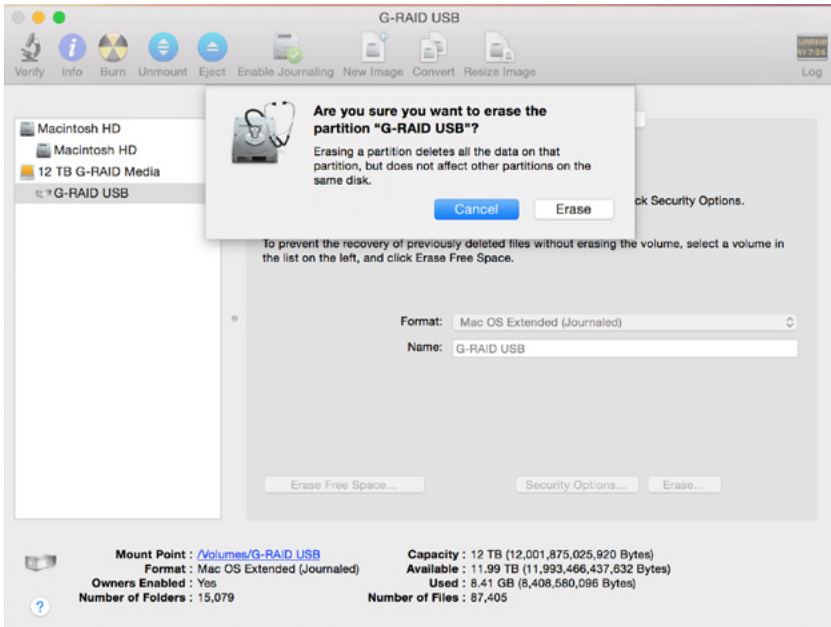 G-RAID USB
Verify Info Burn Unmount Eject Enable Journaling New Image Convert Resize Image Log
Are you sure you want to erase the
partition “G-RAID USB”?
Erasing a partition deletes all the data on that
partition, but does not affect other partitions on the
same disk.
Cancel Erase
Macintosh HD
Macintosh HD
12 TB G-RAID Media
G-RAID USB
ck Security Options.
To prevent the recovery of previously deleted files without erasing the volume, select a volume in
the list on the left, and click Erase Free Space.
Format: Mac OS Extended (Journaled)
Name: G-RAID USB
Erase Free Space... Security Options... Erase...
Mount Point : /Volumes/G-RAID USB
Format : Mac OS Extended (Journaled)
Owners Enabled : Yes
Number of Folders : 15,079
Capacity : 12 TB (12,001,875,025,920 Bytes)
Available : 11.99 TB (11,993,466,437,632 Bytes)
Used : 8.41 GB (8,408,580,096 Bytes)
Number of Files : 87,405
?